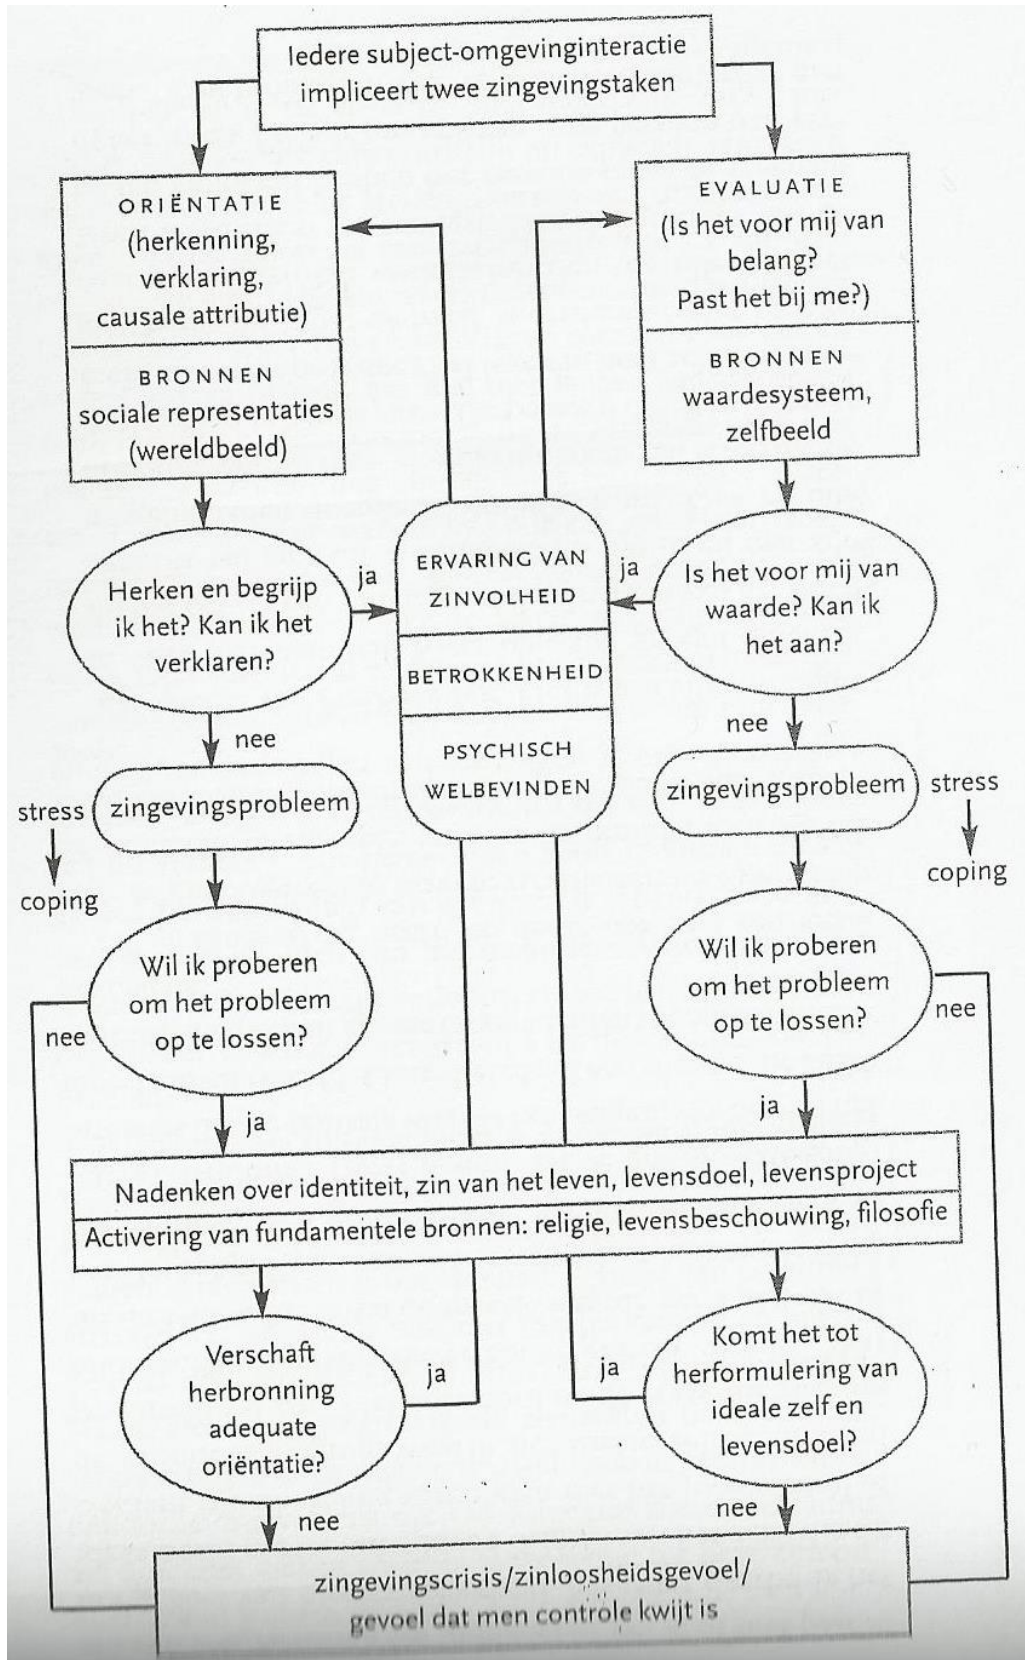 Iedere subject-omgevinginteractie
impliceert twee zingevingstaken
ORIËNTATIE
(herkenning,
verklaring,
causale attributie)
BRONNEN
sociale representaties
(wereldbeeld)
EVALUATIE
(Is het voor mij van
belang?
Past het bij me?)
BRONNEN
waardesysteem,
zelfbeeld
Herken en begrijp
ik het? Kan ik het
verklaren?
ja
ERVARING VAN
ZINVOLHEID
BETROKKENHEID
PSYCHISCH
WELBEVINDEN
ja
Is het voor mij van
waarde? Kan ik
het aan?
nee
nee
stress
coping
zingevingsprobleem
zingevingsprobleem
stress
coping
Wil ik proberen
om het probleem
op te lossen?
nee
ja
Wil ik proberen
om het probleem
op te lossen?
nee
ja
Nadenken over identiteit, zin van het leven, levensdoel, levensproject
Activering van fundamentele bronnen: religie, levensbeschouwing, filosofie
Verschaft
herbronning
adequate
oriëntatie?
ja
nee
Komt het tot
herformulering van
ideale zelf en
levensdoel?
ja
nee
zingevingscrisis/zinloosheidsgevoel/
gevoel dat men controle kwijt is